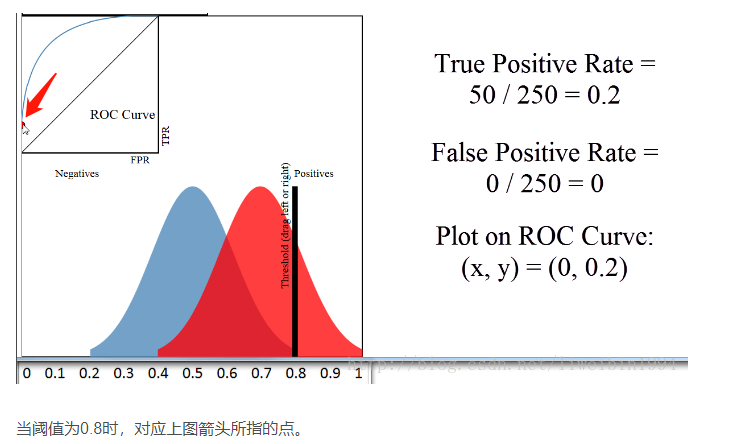 True Positive Rate =
50 / 250 = 0.2
False Positive Rate =
0 / 250 = 0
Plot on ROC Curve:
(x, y) = (0, 0.2)
ROC Curve
TPR
FPR
Negatives
Positives
Threshold (drag left or right)
0 0.1 0.2 0.3 0.4 0.5 0.6 0.7 0.8 0.9 1
当阈值为0.8时，对应上图箭头所指的点。